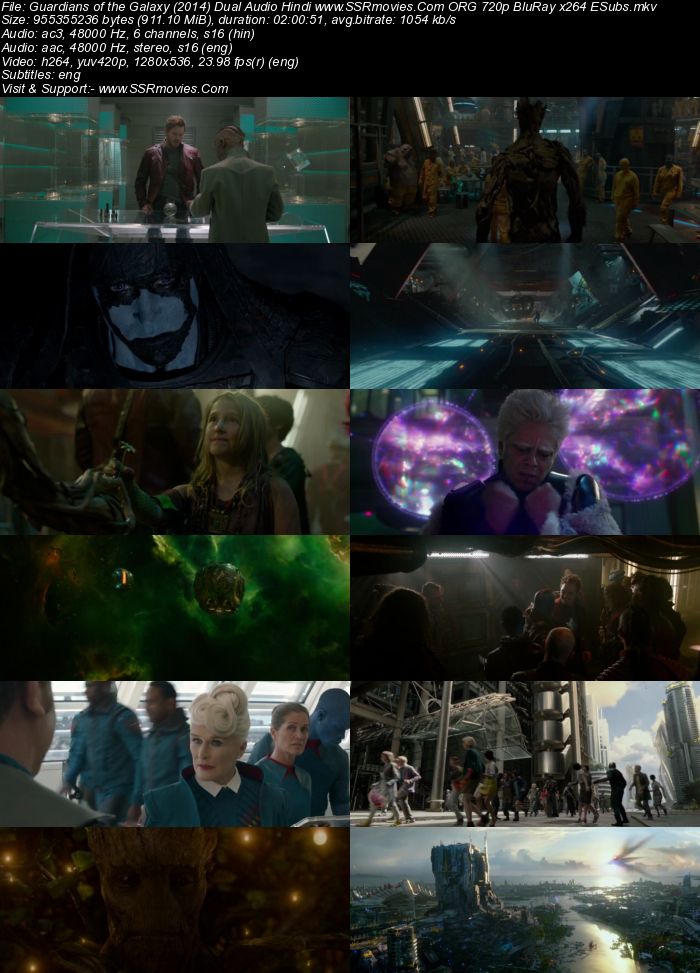 File: Guardians of the Galaxy (2014) Dual Audio Hindi www.SSRmovies.Com ORG 720p BluRay x264 ESubs.mkv
Size: 955355236 bytes (911.10 MiB), duration: 02:00:51, avg.bitrate: 1054 kb/s
Audio: ac3, 48000 Hz, 6 channels, s16 (hin)
Audio: aac, 48000 Hz, stereo, s16 (eng)
Video: h264, yuv420p, 1280x536, 23.98 fps(r) (eng)
Subtitles: eng
Visit & Support:- www.SSRmovies.Com